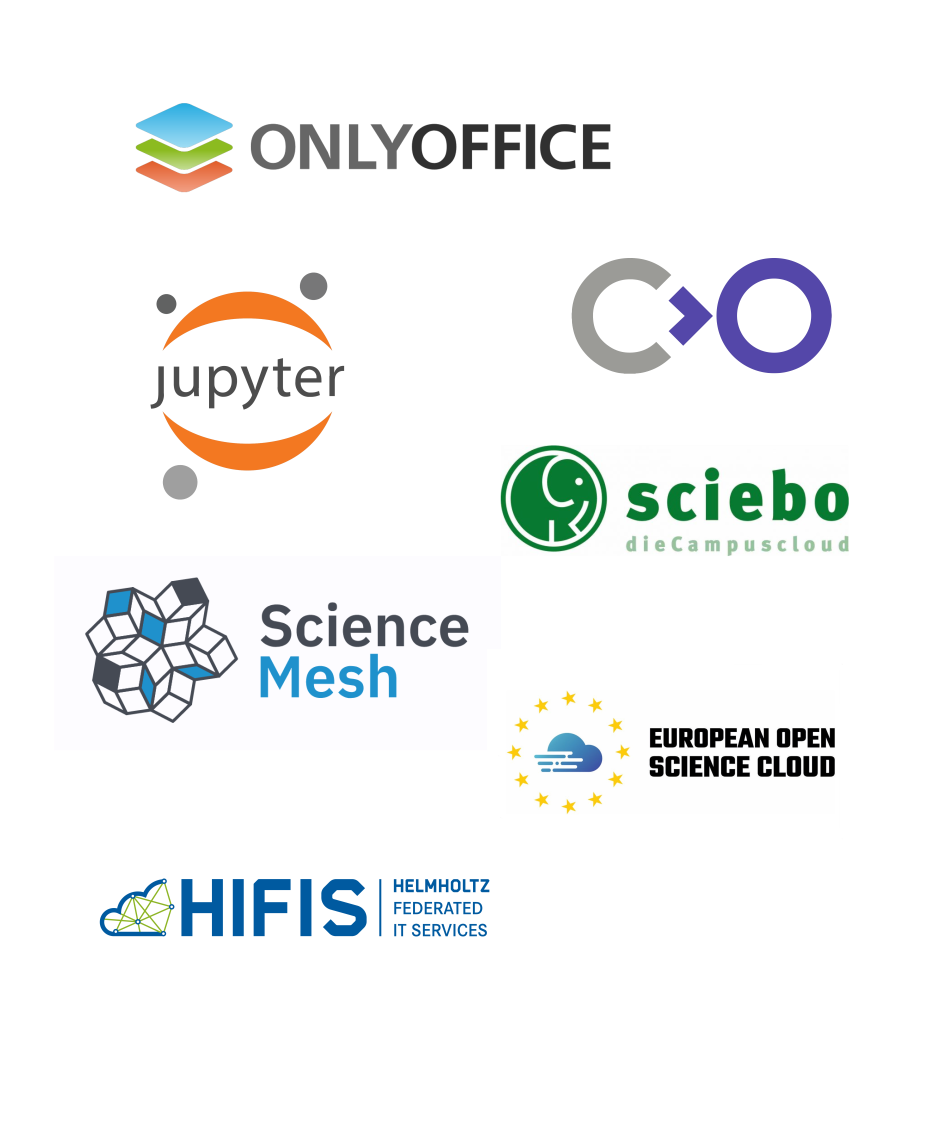 ONLYOFFICE
jupyter
sciebo
dieCampuscloud
Science
Mesh
EUROPEAN OPEN
SCIENCE CLOUD
HIFIS
HELMHOLTZ
FEDERATED
IT SERVICES